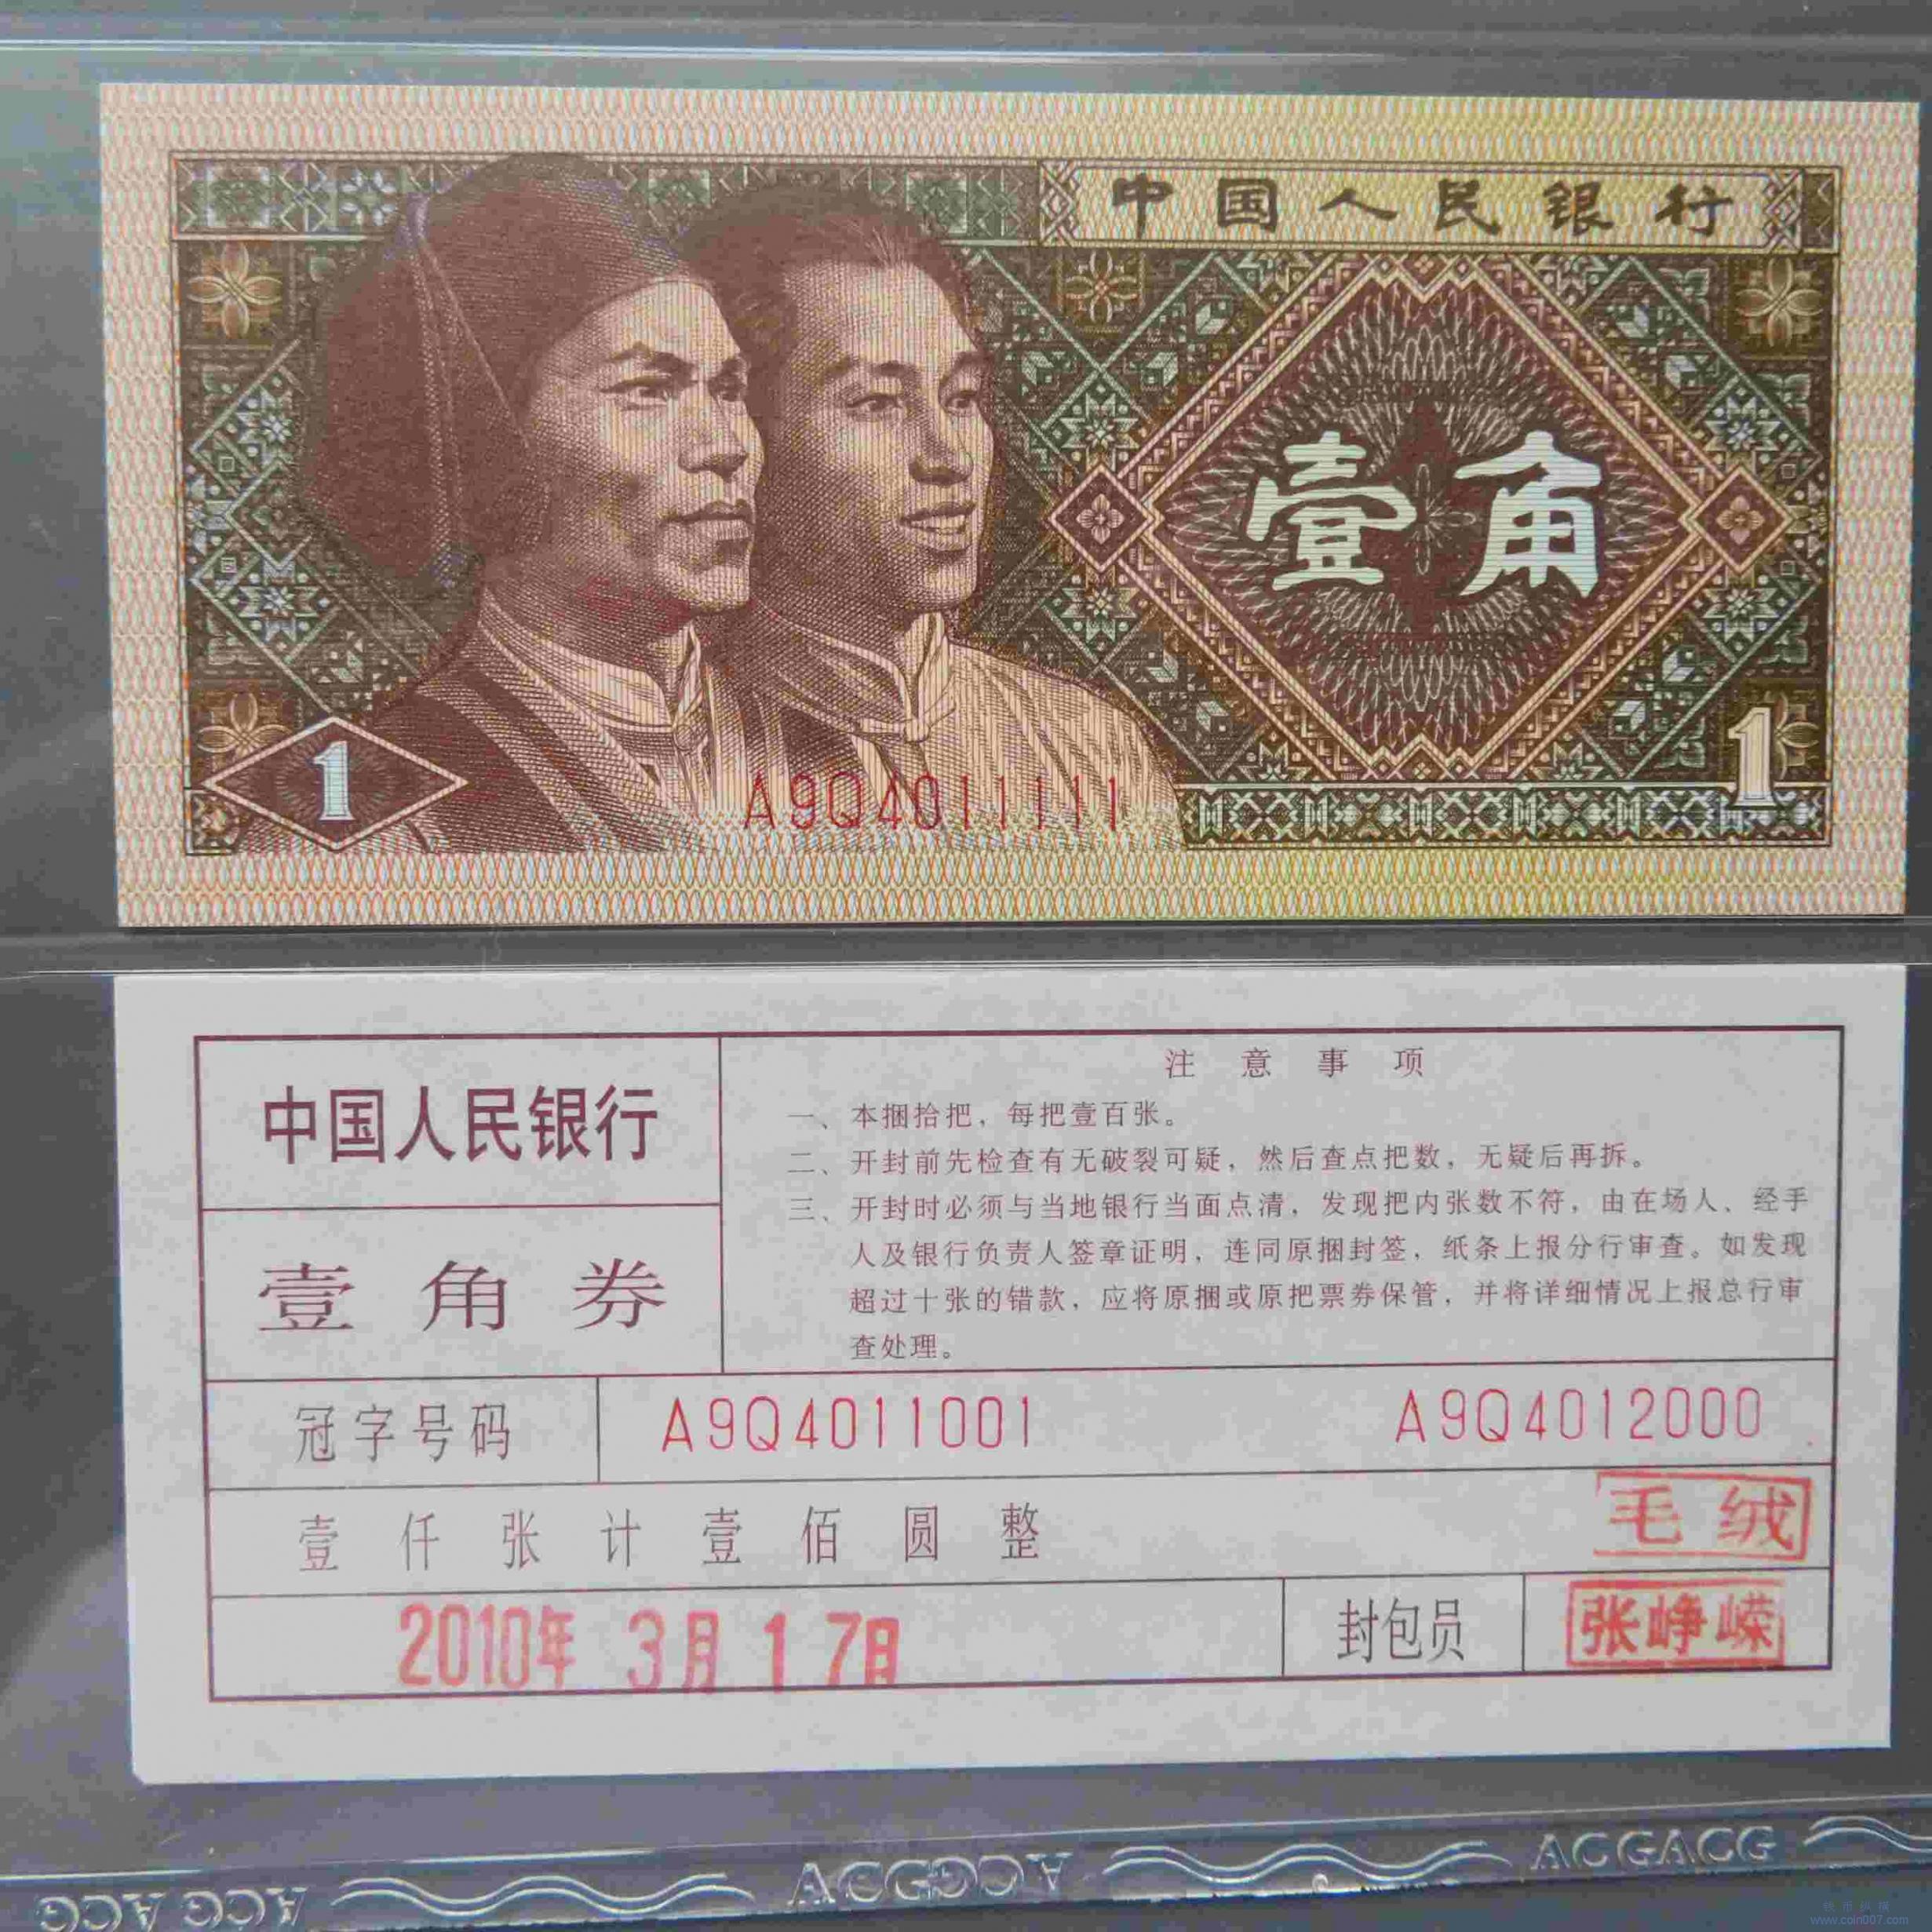 中国人民银行
壹角
1
1
A9Q4011111
中国人民银行
壹角券
注意事项
一、本捆拾把，每把壹百张。
二、开封前先检查有无破裂可疑，然后查点把数，无疑后再拆。
三、开封时必须与当地银行当面点清，发现把内张数不符，由在场人、经手
人及银行负责人签章证明，连同原捆封签，纸条上报分行审查。如发现
超过十张的错款，应将原捆或原把票券保管，并将详细情况上报总行审
查处理。
冠字号码
A9Q4011001
A9Q4012000
壹仟张计壹佰圆整
毛绒
2010年 3月 17日
封包员
张峥嵘
ACG ACG
ACGACG
ACGACG
www.coin007.com